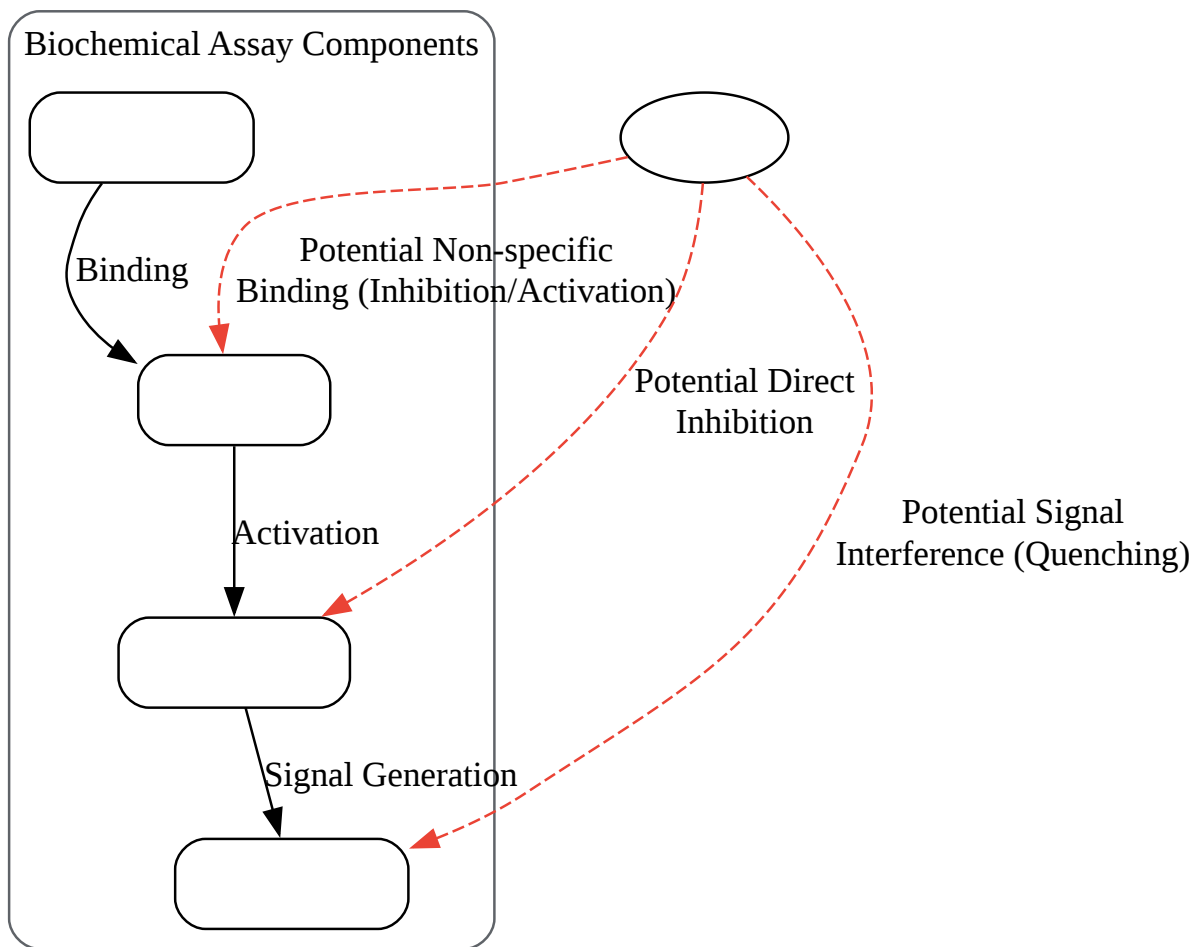 Biochemical Assay Components
Potential Non-specific
Binding (Inhibition/Activation)
Binding
Potential Direct
Inhibition
Potential Signal
Interference (Quenching)
Activation
Signal Generation